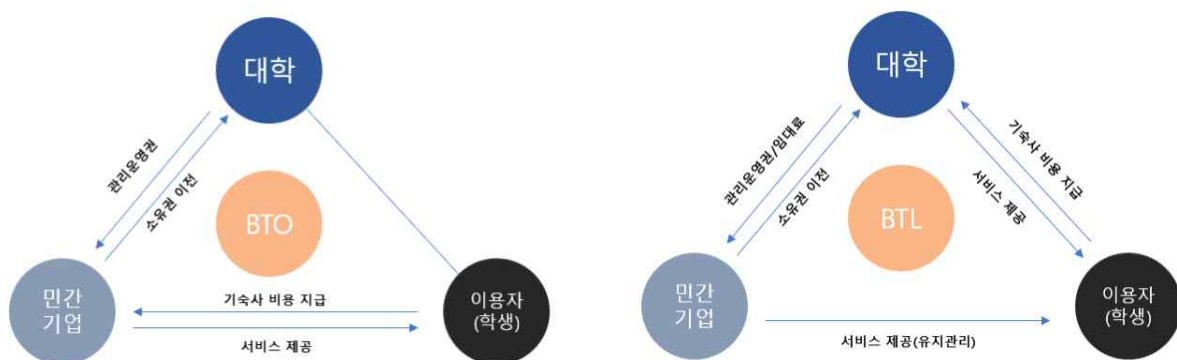 대학
관리운영권
소유권 이전
BTO
민간
기업
기숙사 비용 지급
서비스 제공
이용자
(학생)
대학
관리운영권/임대료
소유권 이전
기숙사 비용 지급
서비스 제공
BTL
민간
기업
서비스 제공(유지관리)
이용자
(학생)